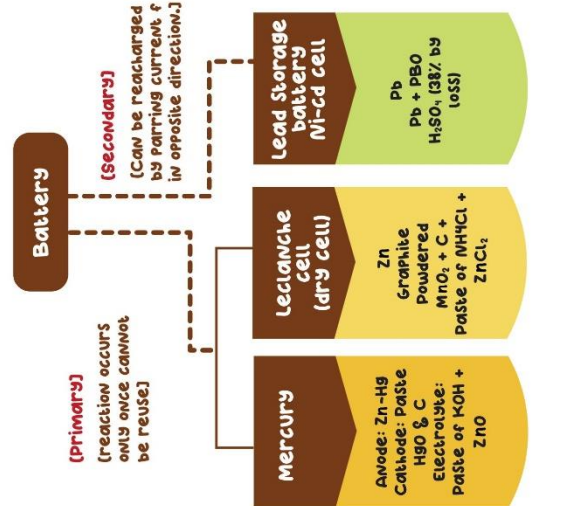 Battery
[Primary]
[reaction occurs
only once cannot
be reuse]
[Secondary]
[Can be reacharged
by parring current f
in opposite direction.]
Mercury
Anode: Zn-Hg
Cathode: Paste
HgO & C
Electrolyte:
Paste of KOH +
ZnO
Leclanche
cell
(dry cell)
Zn
Graphite
Powdered
MnO₂ + C +
Paste of NH4Cl +
ZnCl₂
Lead Storage
battery
Ni-Cd cell
Pb
Pb + PBO
H₂SO₄ (38% by
loSS)